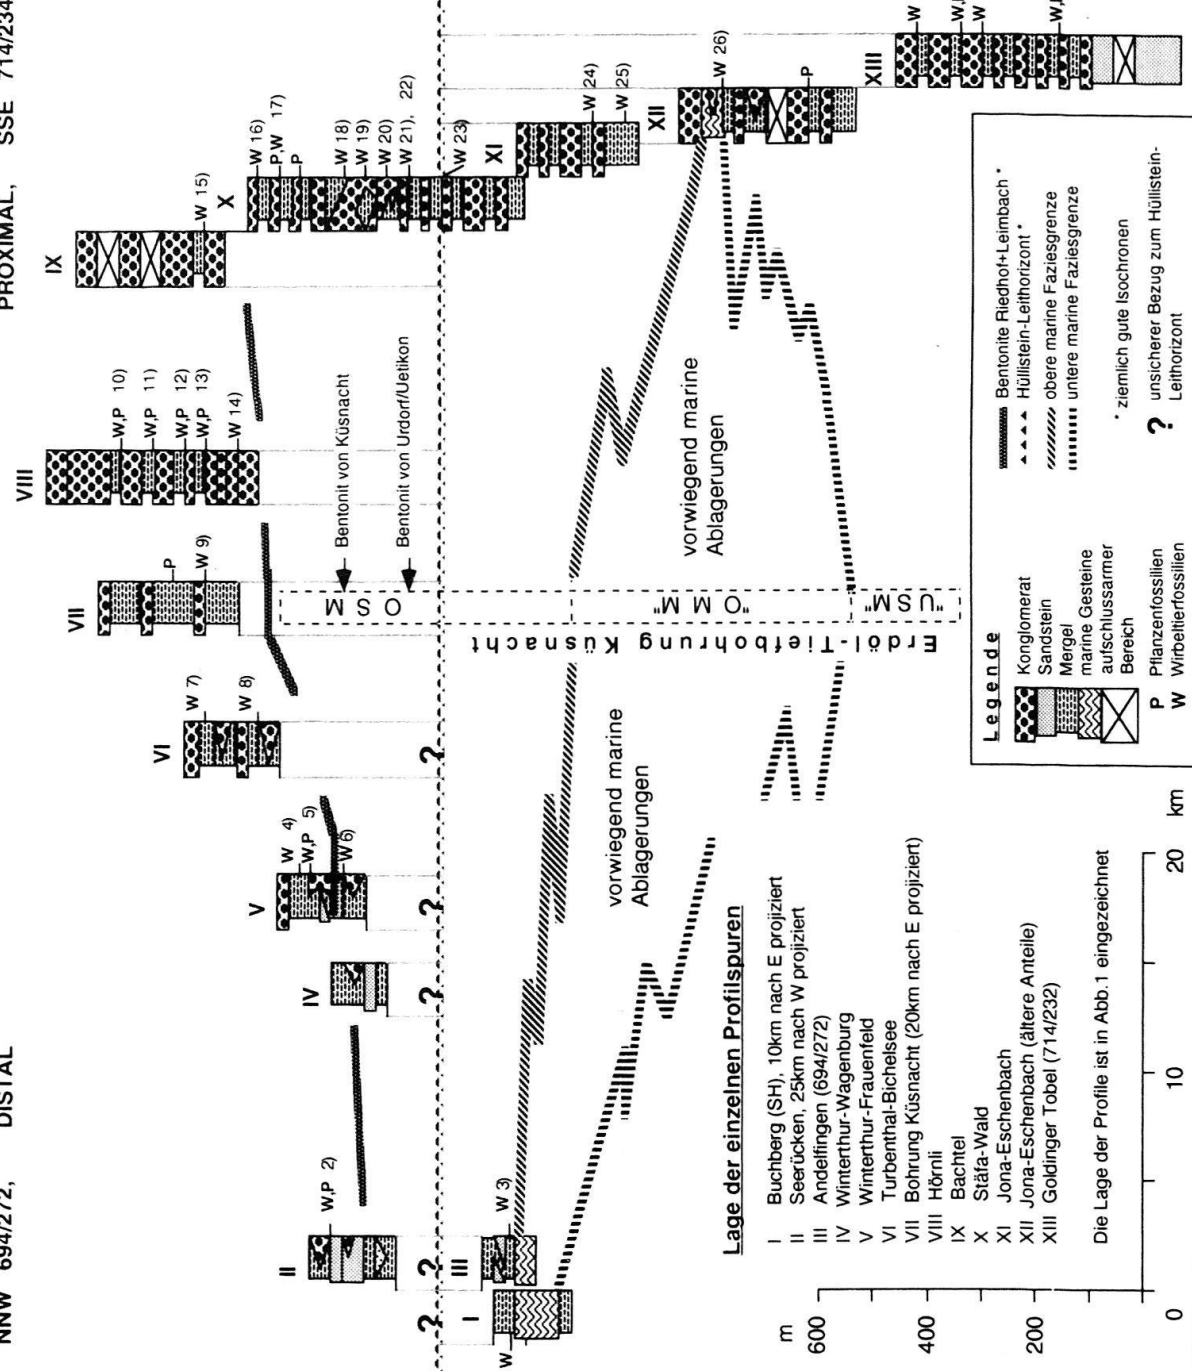 NNW 694/272, DISTAL
PROXIMAL, SSE 714/234
I
W
II
W,P 2)
III
W 3)
IV
V
W 4)
W,P 5)
W 6)
VI
W 7)
W 8)
VII
P
W 9)
VIII
W,P 10)
W,P 11)
W,P 12)
W,P 13)
W 14)
IX
W 15)
X
W 16)
P,W 17)
P
W 18)
W 19)
W 20)
W 21), 22)
W 23)
XI
W 24)
W 25)
XII
W 26)
P
XIII
W
W
?
?
?
?
?
Bentonit von Küsnacht
Bentonit von Urdorf/Uetikon
OSM
"OMM"
"USM"
Erdöl-Tiefbohrung Küsnacht
vorwiegend marine
Ablagerungen
vorwiegend marine
Ablagerungen
Lage der einzelnen Profilspuren
I Buchberg (SH), 10km nach E projiziert
II Seerücken, 25km nach W projiziert
III Andelfingen (694/272)
IV Winterthur-Wagenburg
V Winterthur-Frauenfeld
VI Turbenthal-Bichelsee
VII Bohrung Küsnacht (20km nach E projiziert)
VIII Hörnli
IX Bachtel
X Stäfa-Wald
XI Jona-Eschenbach
XII Jona-Eschenbach (ältere Anteile)
XIII Goldinger Tobel (714/232)
Die Lage der Profile ist in Abb.1 eingezeichnet
m
600
400
200
0
10
20
km
Legende
Konglomerat
Sandstein
Mergel
marine Gesteine
aufschlussarmer
Bereich
P Pflanzenfossilien
W Wirbeltierfossilien
Bentonite Riedhof+Leimbach *
Hüllistein-Leithorizont *
obere marine Faziesgrenze
untere marine Faziesgrenze
* ziemlich gute Isochronen
? unsicherer Bezug zum Hüllistein-
Leithorizont